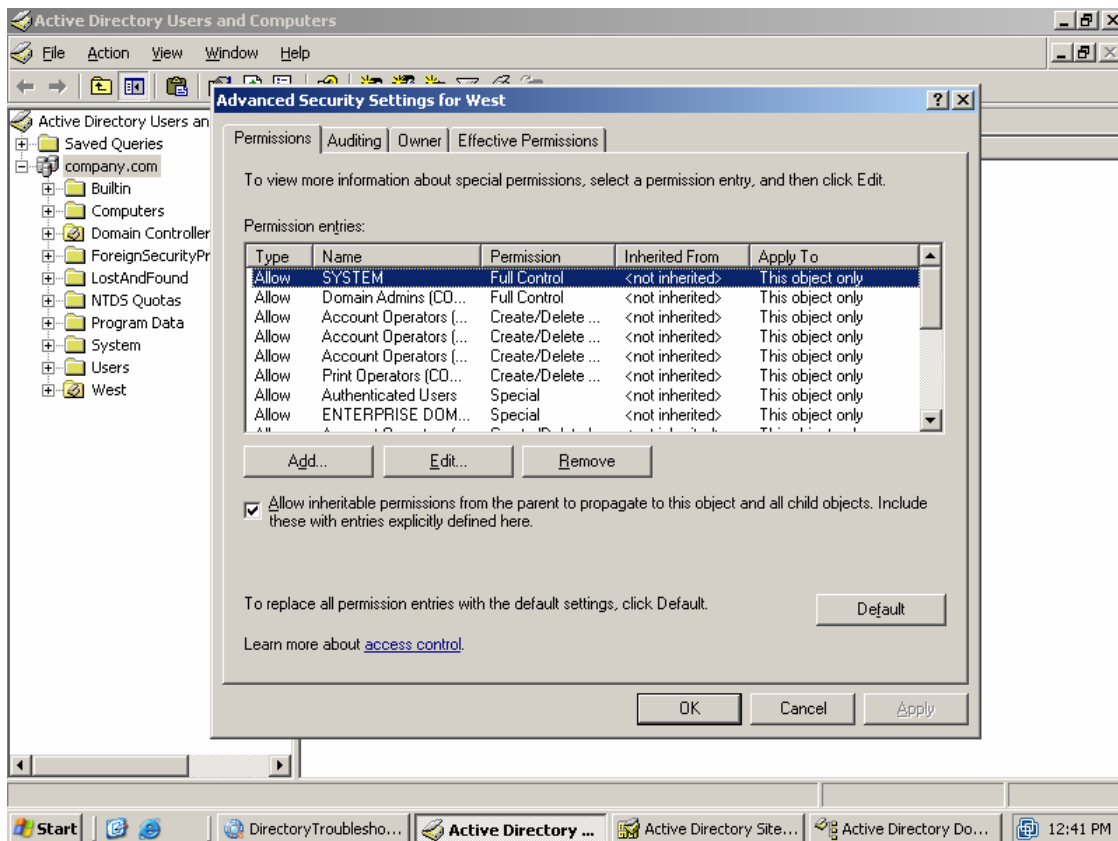 Active Directory Users and Computers
File Action View Window Help
Advanced Security Settings for West
Active Directory Users an
Saved Queries
company.com
Builtin
Computers
Domain Controller
ForeignSecurityPr
LostAndFound
NTDS Quotas
Program Data
System
Users
West
Permissions Auditing Owner Effective Permissions
To view more information about special permissions, select a permission entry, and then click Edit.
Permission entries:
Type Name Permission Inherited From Apply To
Allow SYSTEM Full Control <not inherited> This object only
Allow Domain Admins (CO... Full Control <not inherited> This object only
Allow Account Operators (... Create/Delete ... <not inherited> This object only
Allow Account Operators (... Create/Delete ... <not inherited> This object only
Allow Account Operators (... Create/Delete ... <not inherited> This object only
Allow Print Operators (CO... Create/Delete ... <not inherited> This object only
Allow Authenticated Users Special <not inherited> This object only
Allow ENTERPRISE DOM... Special <not inherited> This object only
Add... Edit... Remove
Allow inheritable permissions from the parent to propagate to this object and all child objects. Include
these with entries explicitly defined here.
To replace all permission entries with the default settings, click Default.
Default
Learn more about access control.
OK Cancel Apply
Start DirectoryTroublesho... Active Directory ... Active Directory Site... Active Directory Do... 12:41 PM